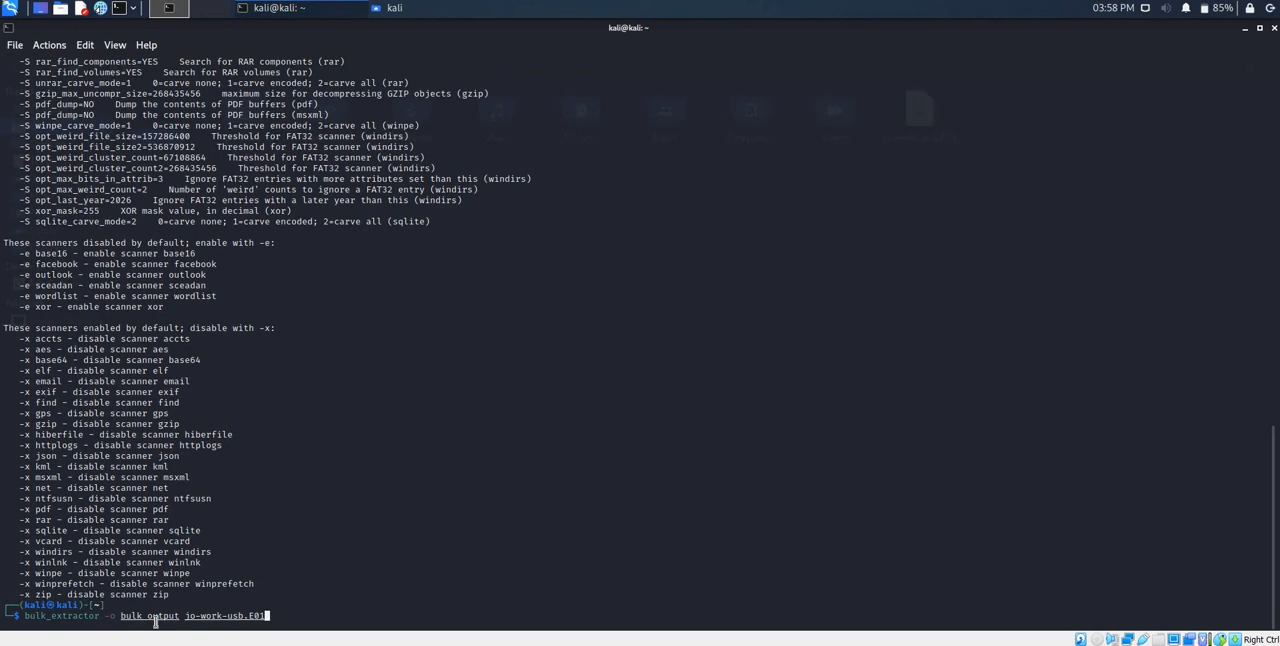 kali@kali: ~
kali
03:58 PM
85%
kali@kali: ~
File Actions Edit View Help
-S rar_find_components=YES Search for RAR components (rar)
-S rar_find_volumes=YES Search for RAR volumes (rar)
-S unrar_carve_mode=1 0=carve none; 1=carve encoded; 2=carve all (rar)
-S gzip_max_uncompr_size=268435456 maximum size for decompressing GZIP objects (gzip)
-S pdf_dump=NO Dump the contents of PDF buffers (pdf)
-S pdf_dump=NO Dump the contents of PDF buffers (msxml)
-S winpe_carve_mode=1 0=carve none; 1=carve encoded; 2=carve all (winpe)
-S opt_weird_file_size=157286400 Threshold for FAT32 scanner (windirs)
-S opt_weird_file_size2=536870912 Threshold for FAT32 scanner (windirs)
-S opt_weird_cluster_count=67108864 Threshold for FAT32 scanner (windirs)
-S opt_weird_cluster_count2=268435456 Threshold for FAT32 scanner (windirs)
-S opt_max_bits_in_attrib=3 Ignore FAT32 entries with more attributes set than this (windirs)
-S opt_max_weird_count=2 Number of 'weird' counts to ignore a FAT32 entry (windirs)
-S opt_last_year=2026 Ignore FAT32 entries with a later year than this (windirs)
-S xor_mask=255 XOR mask value, in decimal (xor)
-S sqlite_carve_mode=2 0=carve none; 1=carve encoded; 2=carve all (sqlite)
These scanners disabled by default; enable with -e:
-e base16 - enable scanner base16
-e facebook - enable scanner facebook
-e outlook - enable scanner outlook
-e sceadan - enable scanner sceadan
-e wordlist - enable scanner wordlist
-e xor - enable scanner xor
These scanners enabled by default; disable with -x:
-x accts - disable scanner accts
-x aes - disable scanner aes
-x base64 - disable scanner base64
-x elf - disable scanner elf
-x email - disable scanner email
-x exif - disable scanner exif
-x find - disable scanner find
-x gps - disable scanner gps
-x gzip - disable scanner gzip
-x hiberfile - disable scanner hiberfile
-x httplogs - disable scanner httplogs
-x json - disable scanner json
-x kml - disable scanner kml
-x msxml - disable scanner msxml
-x net - disable scanner net
-x ntfsusn - disable scanner ntfsusn
-x pdf - disable scanner pdf
-x rar - disable scanner rar
-x sqlite - disable scanner sqlite
-x vcard - disable scanner vcard
-x windirs - disable scanner windirs
-x winlnk - disable scanner winlnk
-x winpe - disable scanner winpe
-x winprefetch - disable scanner winprefetch
-x zip - disable scanner zip
┌──(kali㉿kali)-[~]
└─$ bulk_extractor -o bulk_output jo-work-usb.E01
Right Ctrl